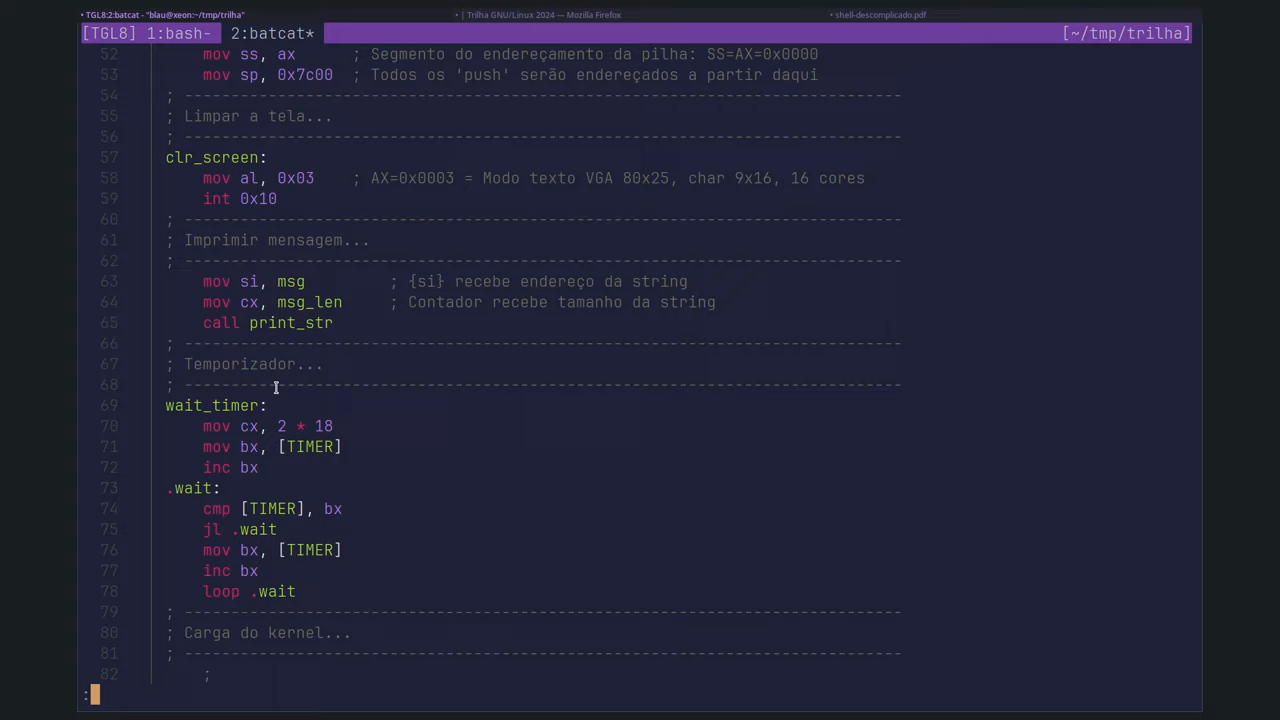 TGL8:2:batcat - "blau@xeon:~/tmp/trilha"
| Trilha GNU/Linux 2024 — Mozilla Firefox
shell-descomplicado.pdf
[TGL8] 1:bash- 2:batcat* [~/tmp/trilha]
52 mov ss, ax ; Segmento do endereçamento da pilha: SS=AX=0x0000
53 mov sp, 0x7c00 ; Todos os 'push' serão endereçados a partir daqui
54 ; -----------------------------------------------------------------------------
55 ; Limpar a tela...
56 ; -----------------------------------------------------------------------------
57 clr_screen:
58 mov al, 0x03 ; AX=0x0003 = Modo texto VGA 80x25, char 9x16, 16 cores
59 int 0x10
60 ; -----------------------------------------------------------------------------
61 ; Imprimir mensagem...
62 ; -----------------------------------------------------------------------------
63 mov si, msg ; {si} recebe endereço da string
64 mov cx, msg_len ; Contador recebe tamanho da string
65 call print_str
66 ; -----------------------------------------------------------------------------
67 ; Temporizador...
68 ; -----------------------------------------------------------------------------
69 wait_timer:
70 mov cx, 2 * 18
71 mov bx, [TIMER]
72 inc bx
73 .wait:
74 cmp [TIMER], bx
75 jl .wait
76 mov bx, [TIMER]
77 inc bx
78 loop .wait
79 ; -----------------------------------------------------------------------------
80 ; Carga do kernel...
81 ; -----------------------------------------------------------------------------
82 ;
: